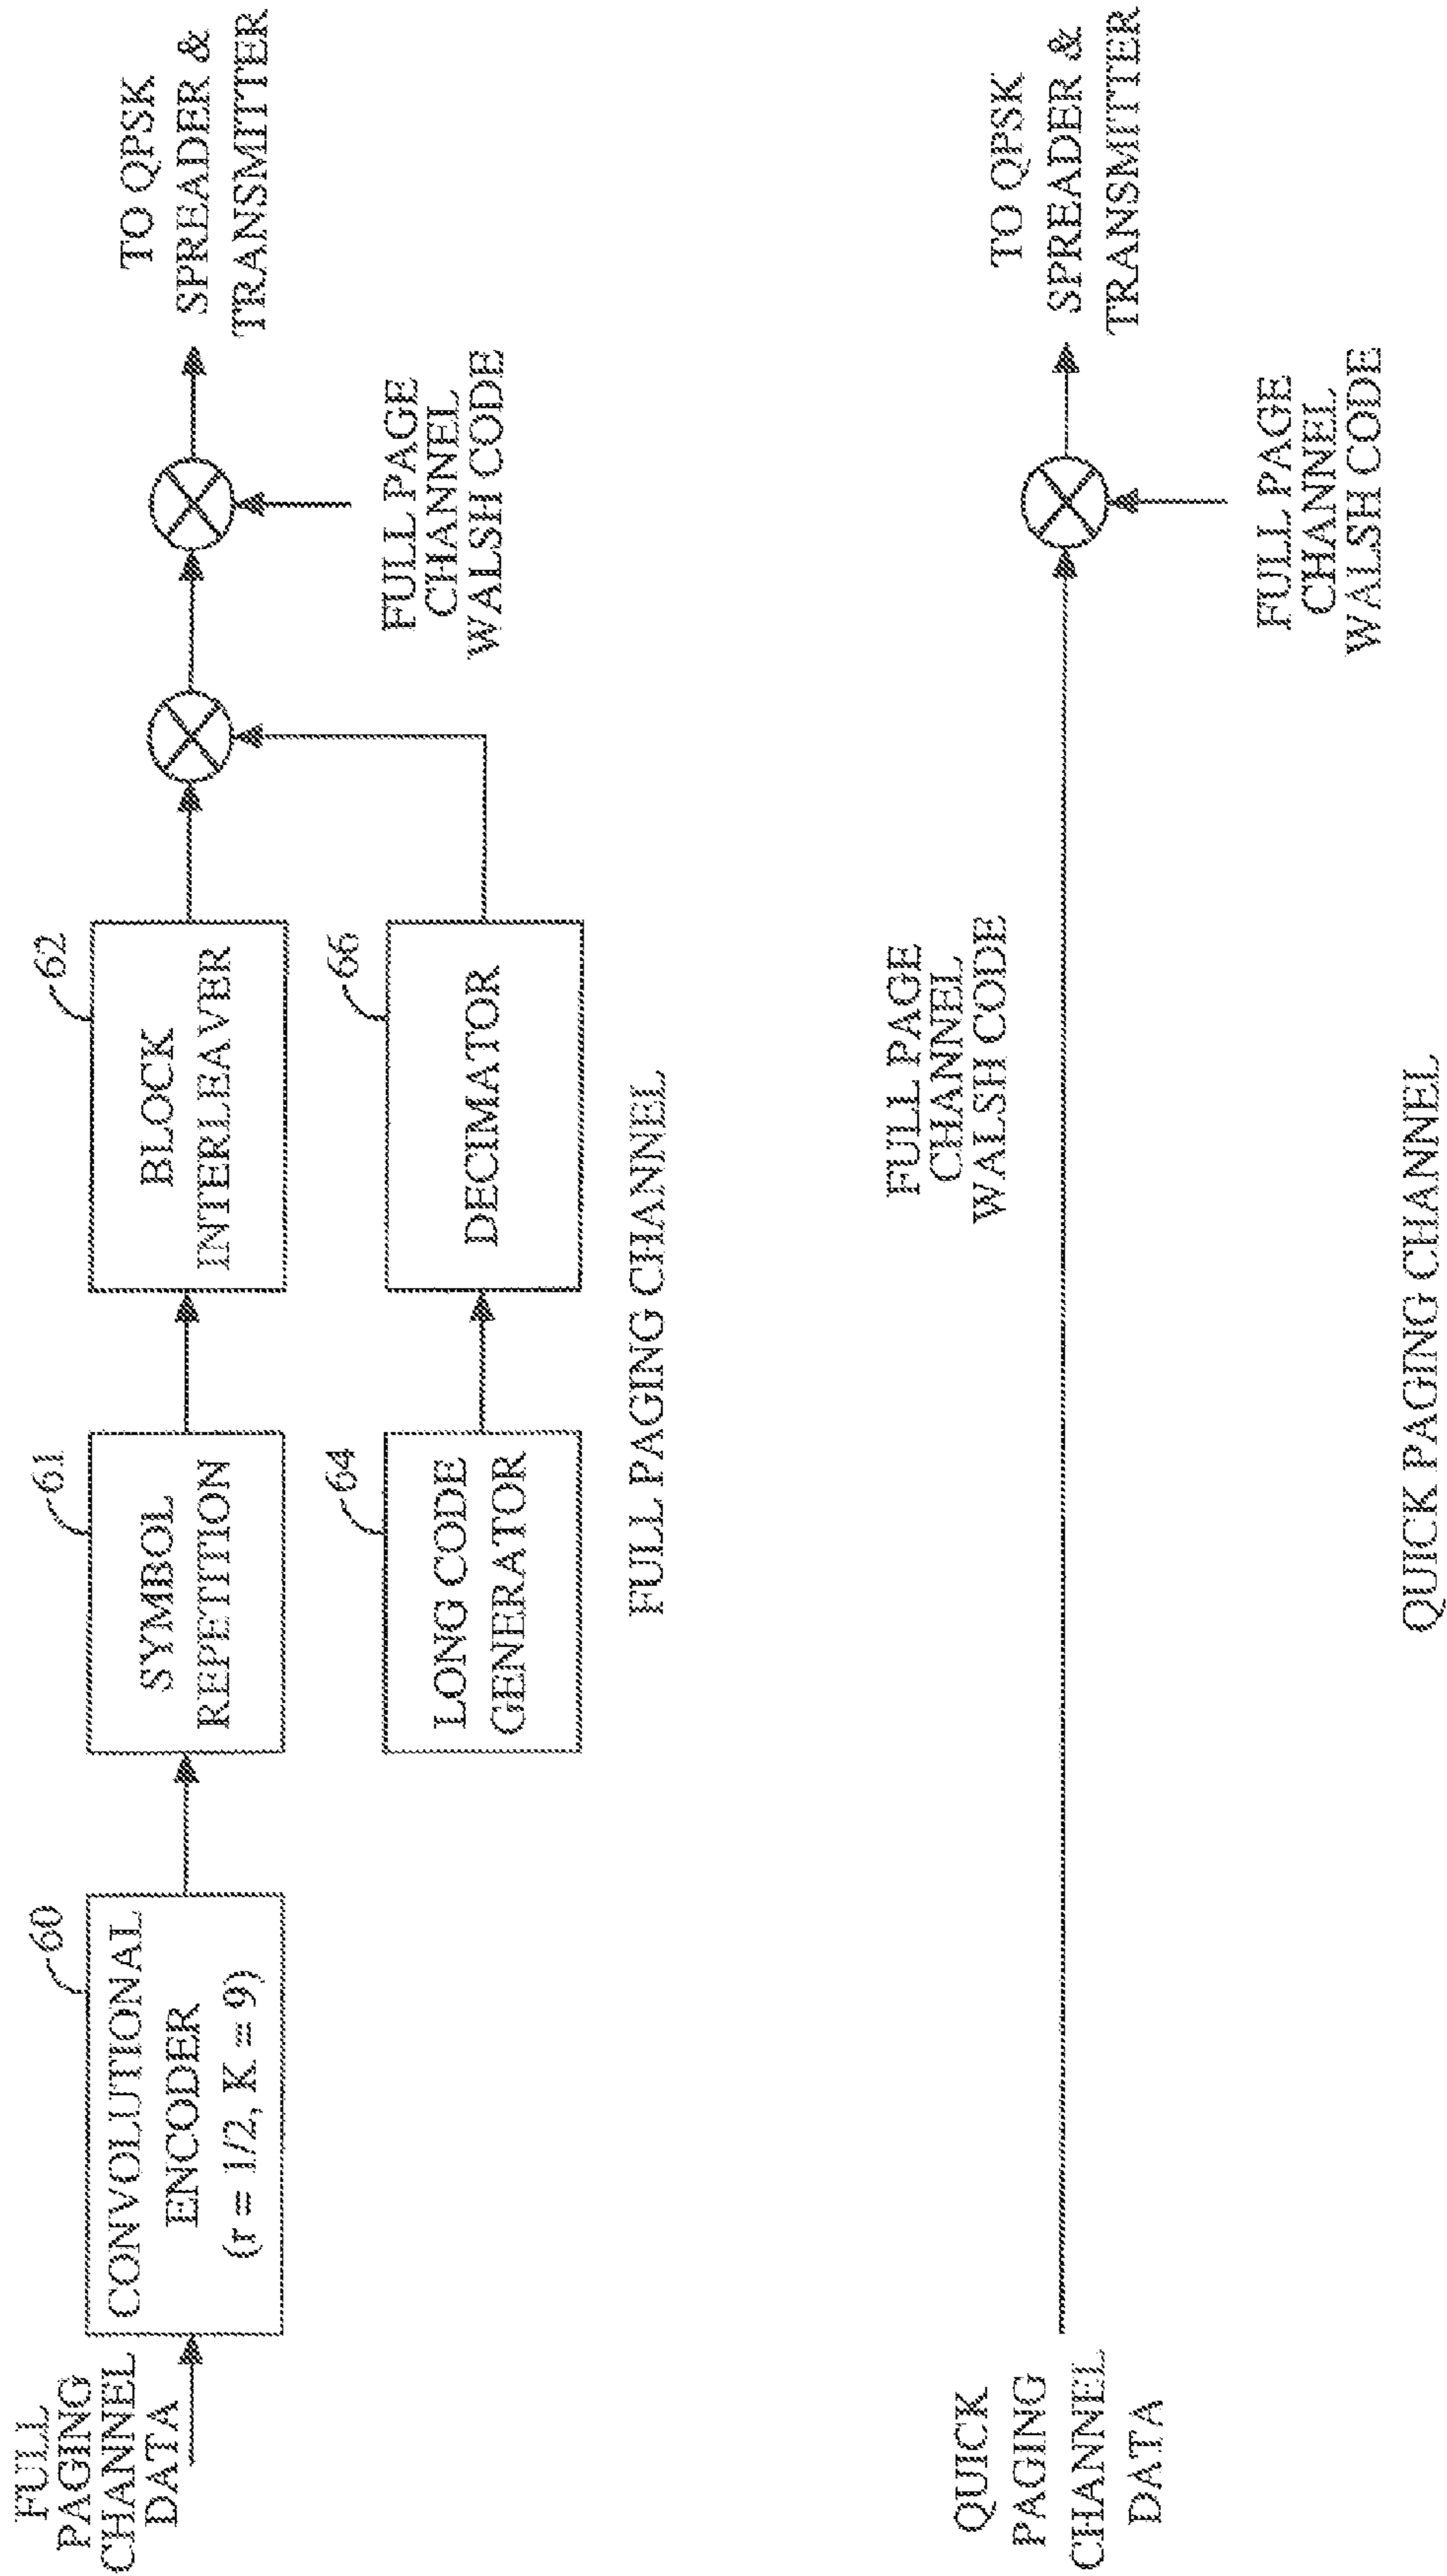 FULL
PAGING
CHANNEL
DATA
60
CONVOLUTIONAL
ENCODER
(r = 1/2, K = 9)
61
SYMBOL
REPETITION
62
BLOCK
INTERLEAVER
TO QPSK
SPREADER &
TRANSMITTER
64
LONG CODE
GENERATOR
66
DECIMATOR
FULL PAGE
CHANNEL
WALSH CODE
FULL PAGING CHANNEL
FULL PAGE
CHANNEL
WALSH CODE
TO QPSK
SPREADER &
TRANSMITTER
QUICK
PAGING
CHANNEL
DATA
FULL PAGE
CHANNEL
WALSH CODE
QUICK PAGING CHANNEL